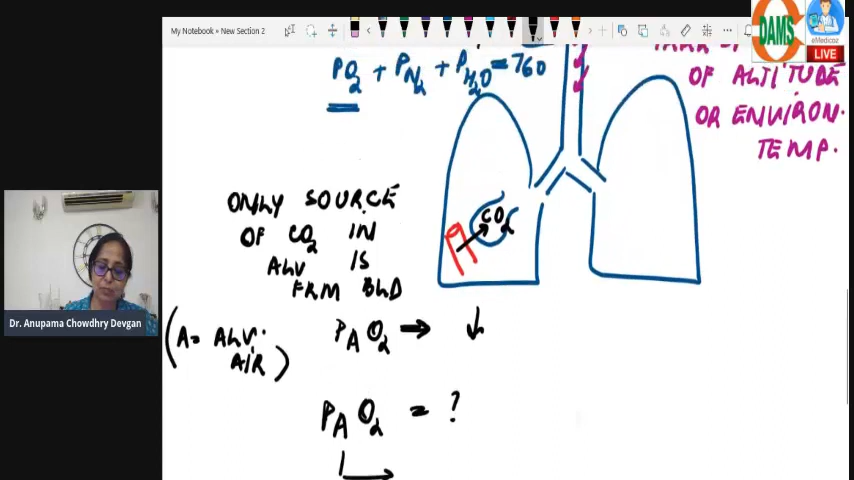 My Notebook » New Section 2
DAMS
eMedicoz
LIVE
PO2 + PN2 + PH2O = 760
OF ALTITUDE
OR ENVIRON.
TEMP.
ONLY SOURCE
OF CO2 IN
ALV IS
FRM BLD
CO2
Dr. Anupama Chowdhry Devgan
(A = ALV.
AIR)
PAO2 → ↓
PAO2 = ?